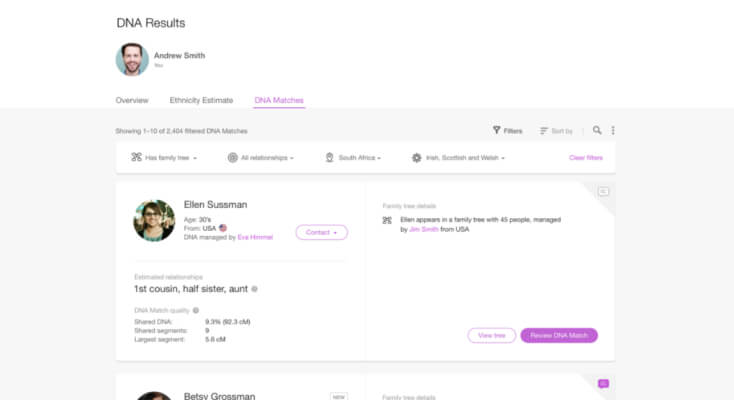 DNA Results
Andrew Smith
You
Overview Ethnicity Estimate DNA Matches
Showing 1–10 of 2,404 filtered DNA Matches Filters Sort by
Has family tree All relationships South Africa Irish, Scottish and Welsh Clear filters
Ellen Sussman
Age: 30's
From: USA
DNA managed by Eva Himmel
Contact
Estimated relationships
1st cousin, half sister, aunt
DNA Match quality
Shared DNA: 9.3% (92.3 cM)
Shared segments: 9
Largest segment: 5.6 cM
Family tree details
Ellen appears in a family tree with 45 people, managed
by Jim Smith from USA
View tree Review DNA Match
Betsy Grossman NEW
Family tree details